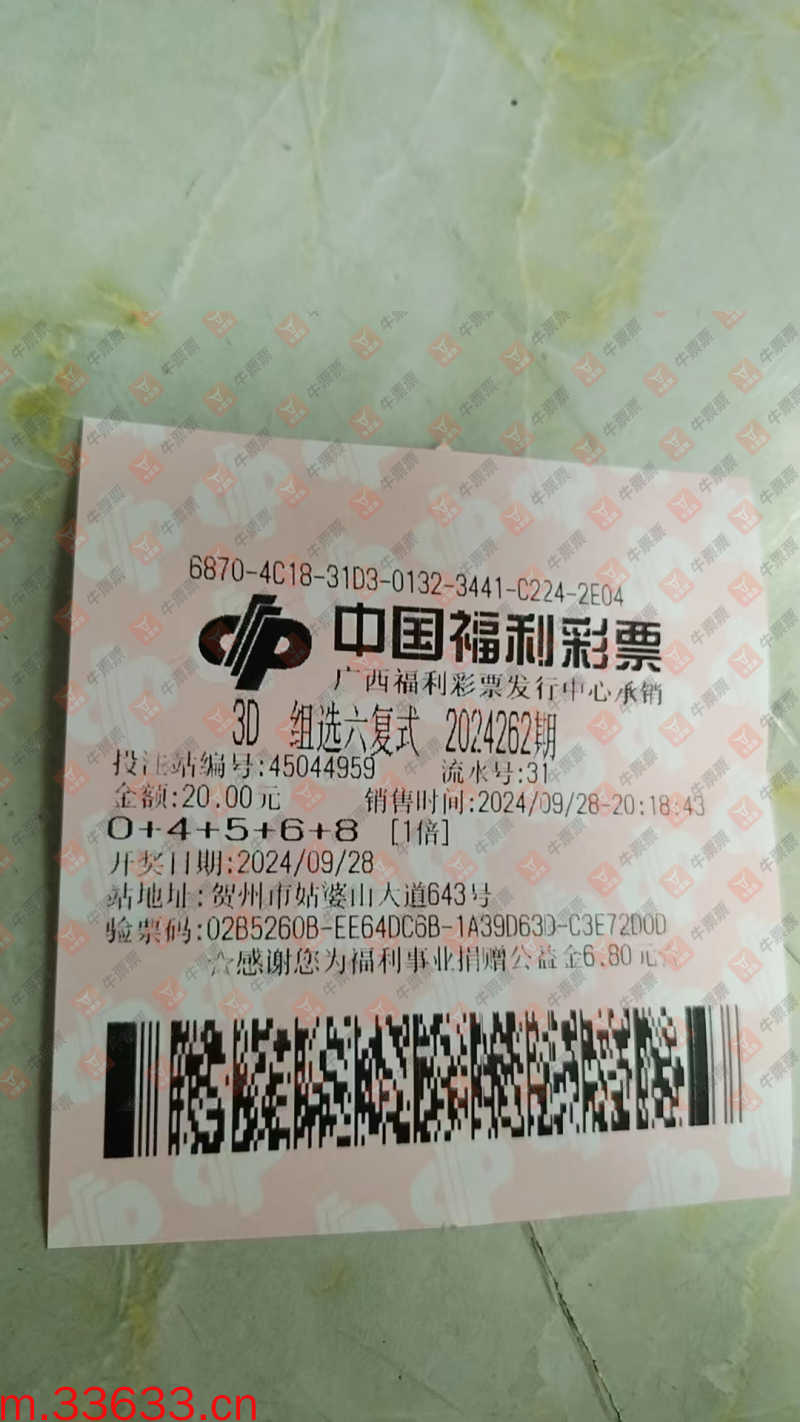 6870-4C18-31D3-0132-3441-C224-2E04
中国福利彩票
广西福利彩票发行中心承销
3D 组选六复式 2024262期
投注站编号:45044959 流水号:31
金额:20.00元 销售时间:2024/09/28-20:18:43
0+4+5+6+8 [1倍]
开奖日期:2024/09/28
站地址:贺州市姑婆山大道643号
验票码:02B5260B-EE64DC6B-1A39D63D-C3E72D0D
☆感谢您为福利事业捐赠公益金6.80元☆
牛票票
m.33633.cn